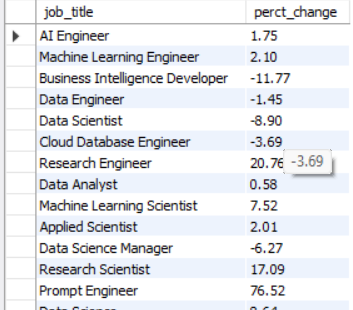 job_title perct_change
AI Engineer 1.75
Machine Learning Engineer 2.10
Business Intelligence Developer -11.77
Data Engineer -1.45
Data Scientist -8.90
Cloud Database Engineer -3.69
Research Engineer 20.76 -3.69
Data Analyst 0.58
Machine Learning Scientist 7.52
Applied Scientist 2.01
Data Science Manager -6.27
Research Scientist 17.09
Prompt Engineer 76.52